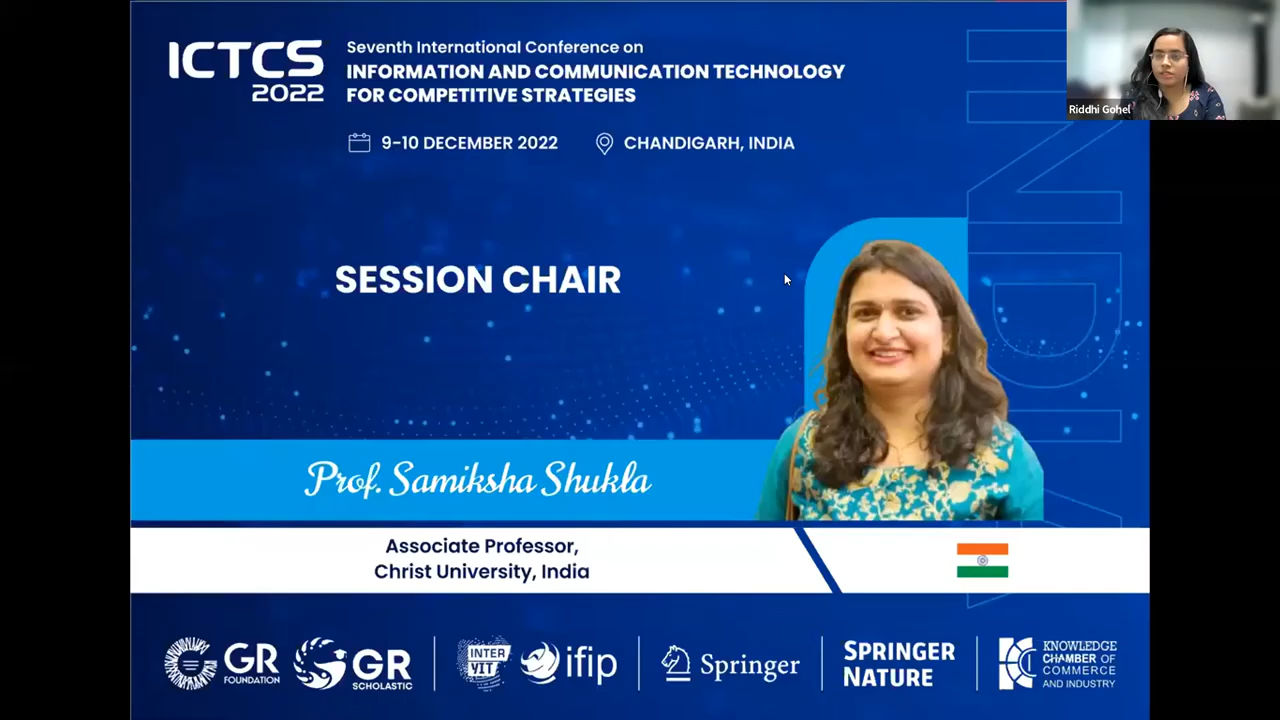 ICTCS
2022
Seventh International Conference on
INFORMATION AND COMMUNICATION TECHNOLOGY
FOR COMPETITIVE STRATEGIES
9-10 DECEMBER 2022
CHANDIGARH, INDIA
Riddhi Gohel
INDIA
SESSION CHAIR
Prof. Samiksha Shukla
Associate Professor,
Christ University, India
GR
FOUNDATION
GR
SCHOLASTIC
INTER
YIT
ifip
Springer
SPRINGER
NATURE
KNOWLEDGE
CHAMBER OF
COMMERCE
AND INDUSTRY